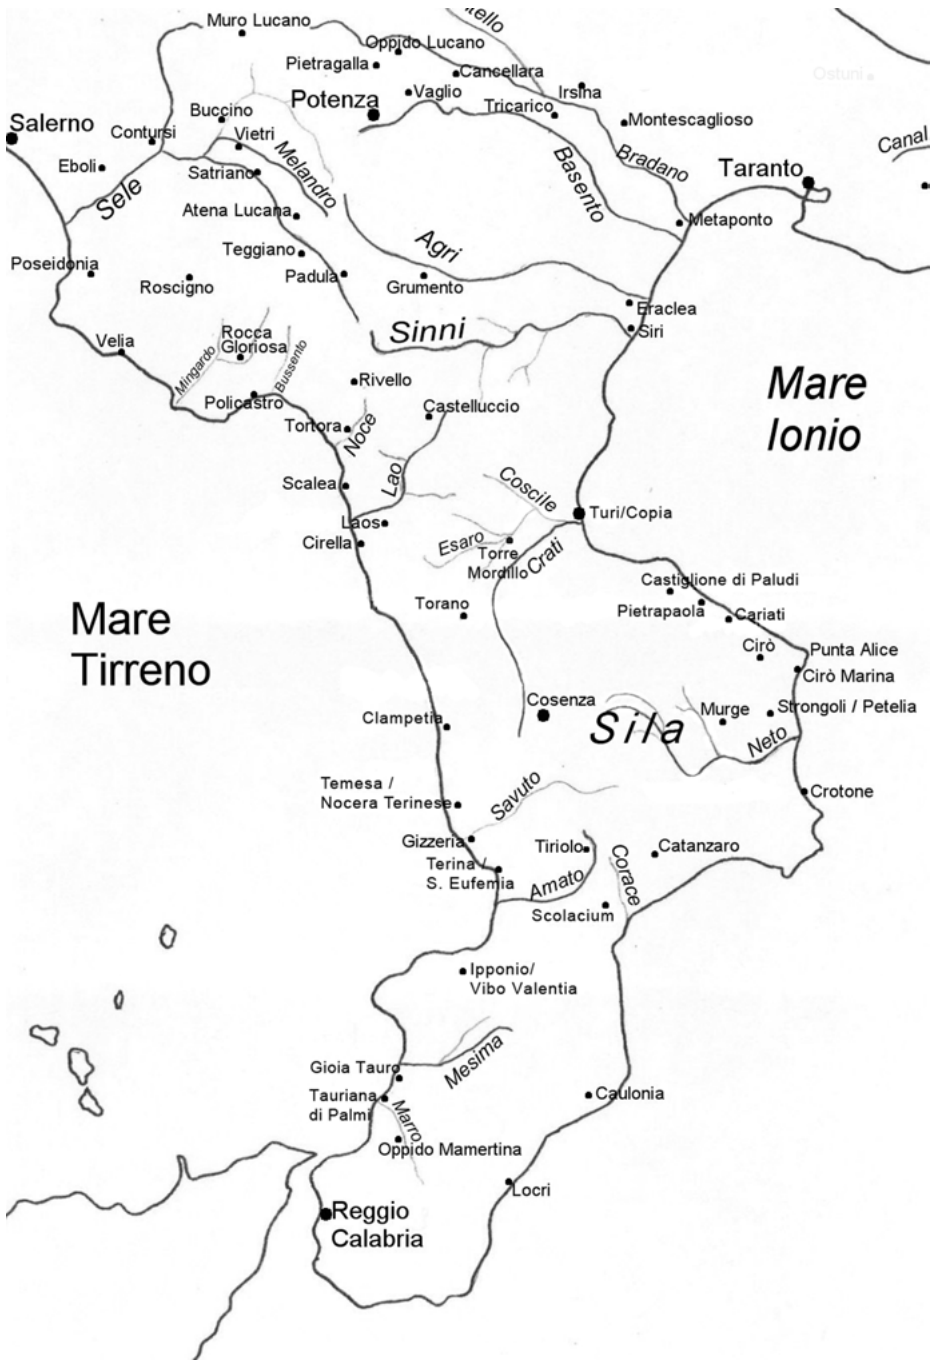 Muro Lucano
Oppido Lucano
Pietragalla
Cancellara
Ostuni
Irsina
Vaglio
Potenza
Tricarico
Buccino
Salerno
Contursi
Vietri
Montescaglioso
Canal
Eboli
Satriano
Melandro
Basento
Bradano
Taranto
Sele
Atena Lucana
Metaponto
Agri
Teggiano
Poseidonia
Roscigno
Padula
Grumento
Eraclea
Sinni
Siri
Velia
Rocca
Gloriosa
Mingardo
Bussento
Rivello
Mare
Ionio
Policastro
Castelluccio
Tortora
Noce
Scalea
Lao
Coscile
Laos
Turi/Copia
Cirella
Esaro
Torre
Mordillo
Crati
Castiglione di Paludi
Torano
Pietrapaola
Cariati
Mare
Tirreno
Cirò
Punta Alice
Cirò Marina
Cosenza
Clampetia
Sila
Murge
Strongoli / Petelia
Neto
Temesa /
Nocera Terinese
Savuto
Crotone
Gizzeria
Tiriolo
Catanzaro
Terina /
S. Eufemia
Amato
Corace
Scolacium
Ipponio/
Vibo Valentia
Mesima
Gioia Tauro
Tauriana
di Palmi
Marro
Caulonia
Oppido Mamertina
Locri
Reggio
Calabria